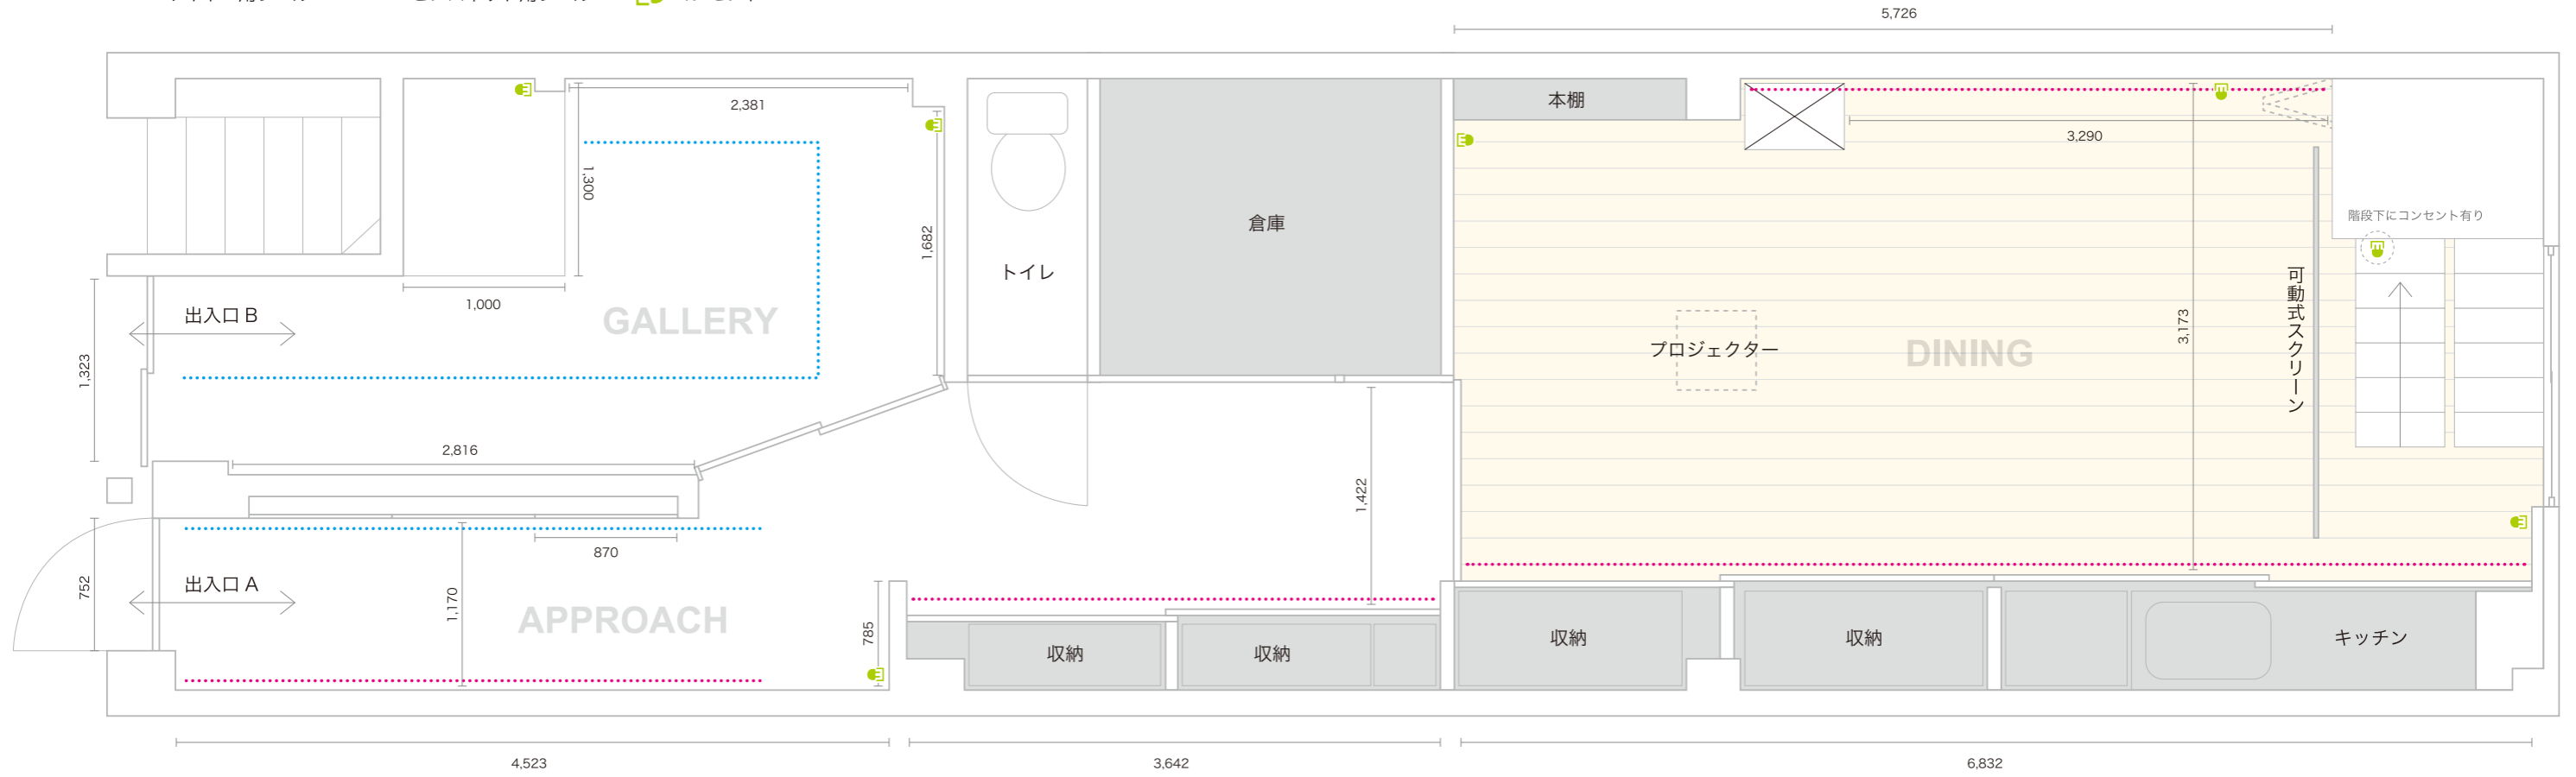 5,726
2,381
本棚
3,290
1,300
階段下にコンセント有り
倉庫
1,682
トイレ
可動式スクリーン
1,000
出入口 B
GALLERY
プロジェクター
DINING
3,173
1,323
2,816
1,422
870
出入口 A
752
1,170
APPROACH
785
収納
収納
収納
収納
キッチン
4,523
3,642
6,832